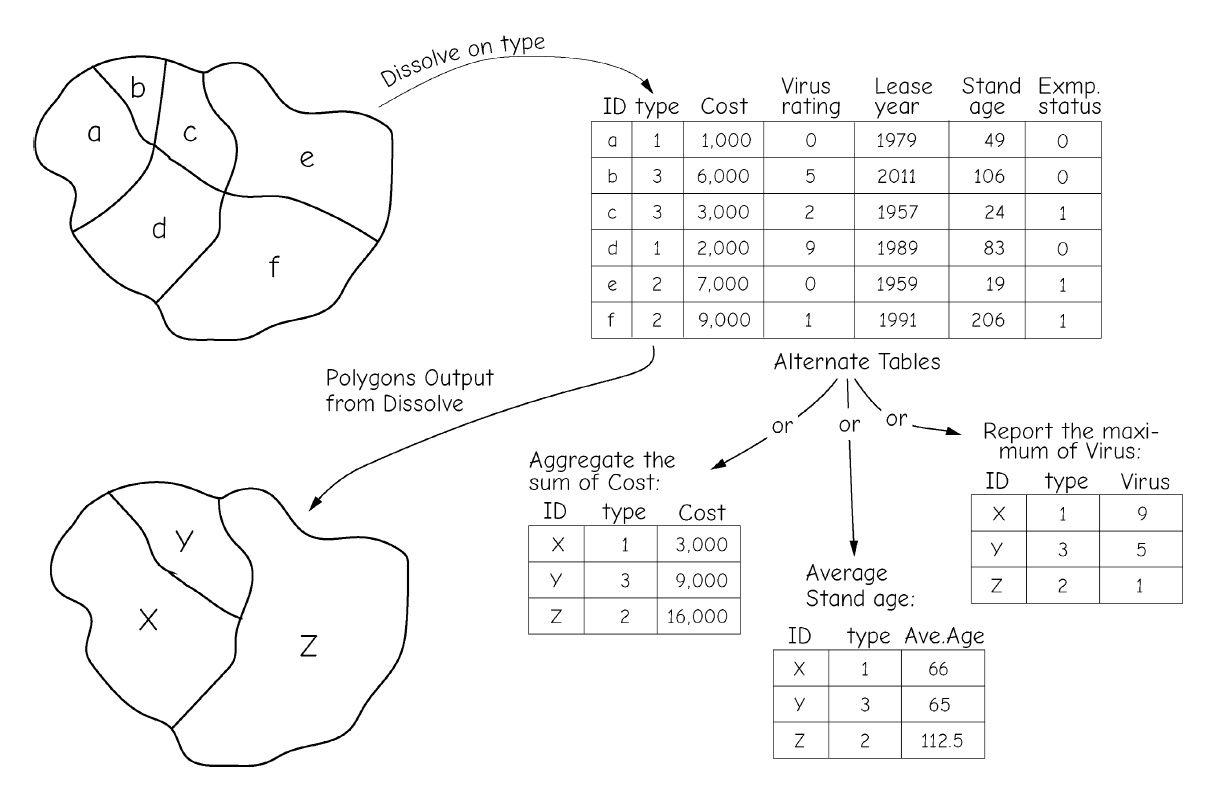 Dissolve on type
b
a
c
e
d
f
ID type Cost Virus rating Lease year Stand age Exmp. status
a 1 1,000 0 1979 49 0
b 3 6,000 5 2011 106 0
c 3 3,000 2 1957 24 1
d 1 2,000 9 1989 83 0
e 2 7,000 0 1959 19 1
f 2 9,000 1 1991 206 1
Alternate Tables
or or or
Polygons Output
from Dissolve
Y
X
Z
Aggregate the
sum of Cost:
ID type Cost
X 1 3,000
Y 3 9,000
Z 2 16,000
Average
Stand age:
ID type Ave.Age
X 1 66
Y 3 65
Z 2 112.5
Report the maxi-
mum of Virus:
ID type Virus
X 1 9
Y 3 5
Z 2 1